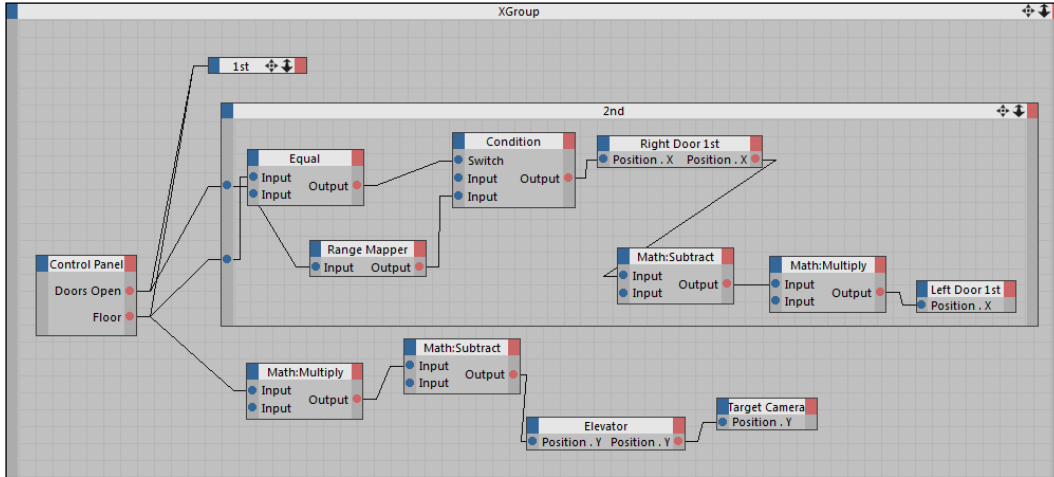 XGroup
1st
2nd
Equal
Input
Input
Output
Condition
Switch
Input
Output
Input
Right Door 1st
Position . X Position . X
Range Mapper
Input Output
Control Panel
Doors Open
Floor
Math:Subtract
Input
Output
Input
Math:Multiply
Input
Output
Input
Left Door 1st
Position . X
Math:Multiply
Input
Output
Input
Math:Subtract
Input
Output
Input
Elevator
Position . Y Position . Y
Target Camera
Position . Y